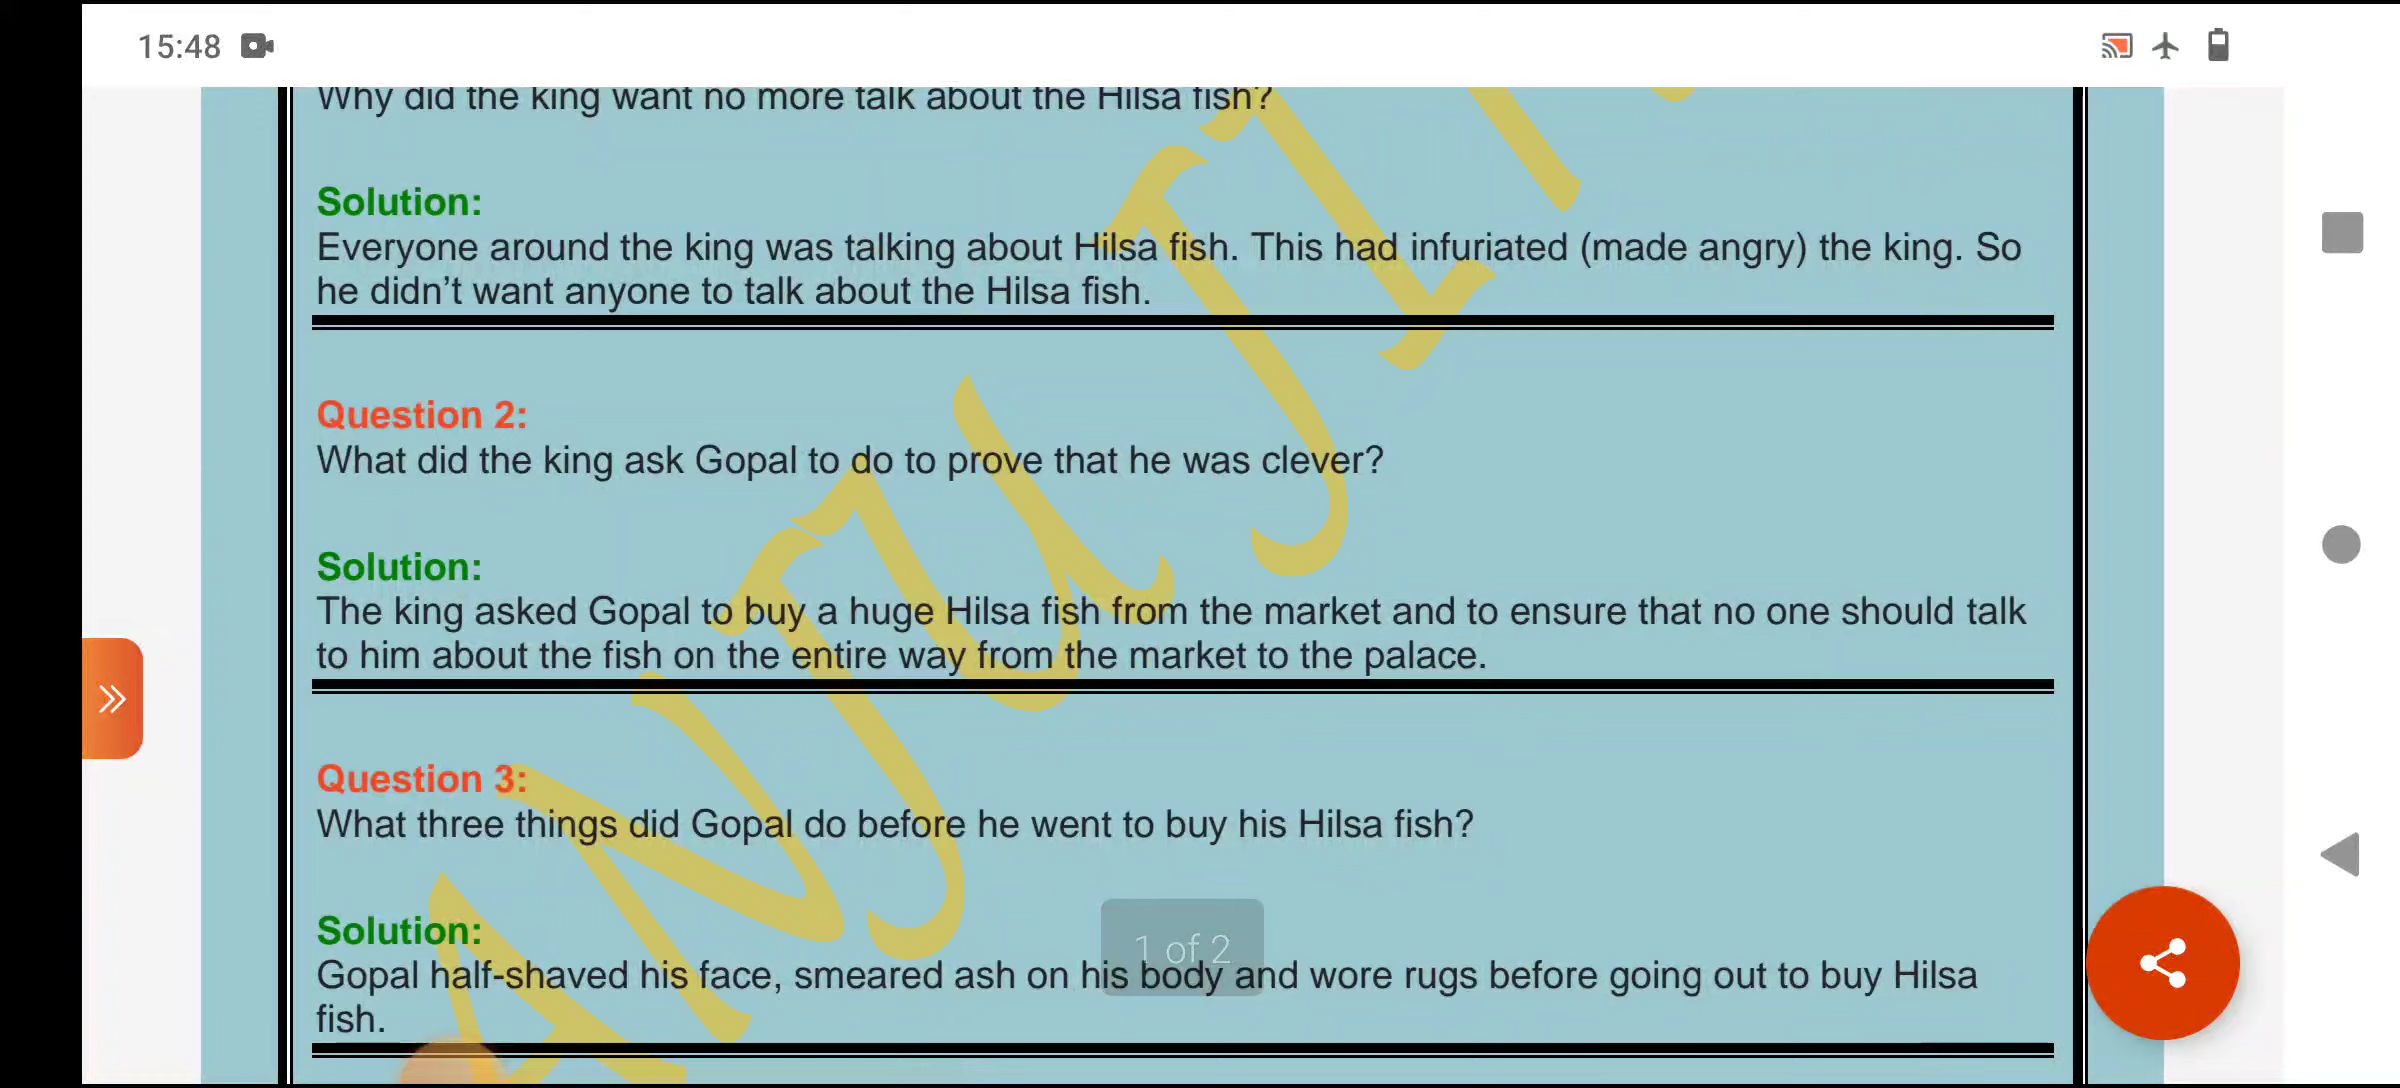 15:48
Why did the king want no more talk about the Hilsa fish?
Solution:
Everyone around the king was talking about Hilsa fish. This had infuriated (made angry) the king. So
he didn’t want anyone to talk about the Hilsa fish.
Question 2:
What did the king ask Gopal to do to prove that he was clever?
Solution:
The king asked Gopal to buy a huge Hilsa fish from the market and to ensure that no one should talk
to him about the fish on the entire way from the market to the palace.
Question 3:
What three things did Gopal do before he went to buy his Hilsa fish?
Solution:
1 of 2
Gopal half-shaved his face, smeared ash on his body and wore rugs before going out to buy Hilsa
fish.